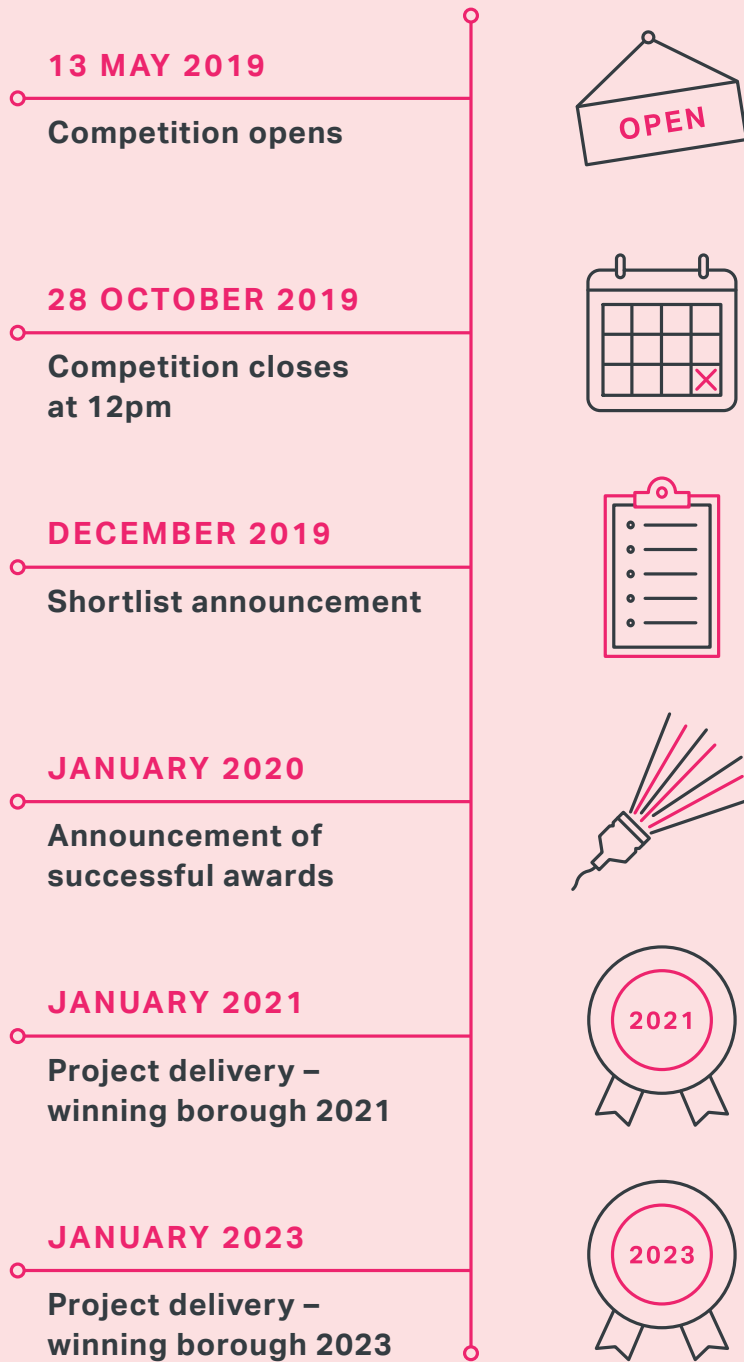 13 MAY 2019
Competition opens
OPEN
28 OCTOBER 2019
Competition closes
at 12pm
DECEMBER 2019
Shortlist announcement
JANUARY 2020
Announcement of
successful awards
JANUARY 2021
Project delivery –
winning borough 2021
2021
JANUARY 2023
Project delivery –
winning borough 2023
2023